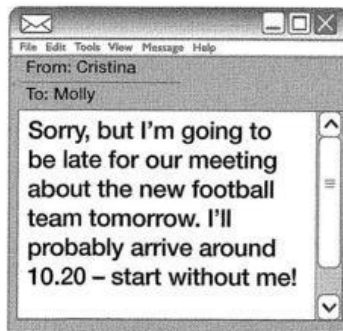 File Edit Tools View Message Help
From: Cristina
To: Molly
Sorry, but I'm going to
be late for our meeting
about the new football
team tomorrow. I'll
probably arrive around
10.20 – start without me!